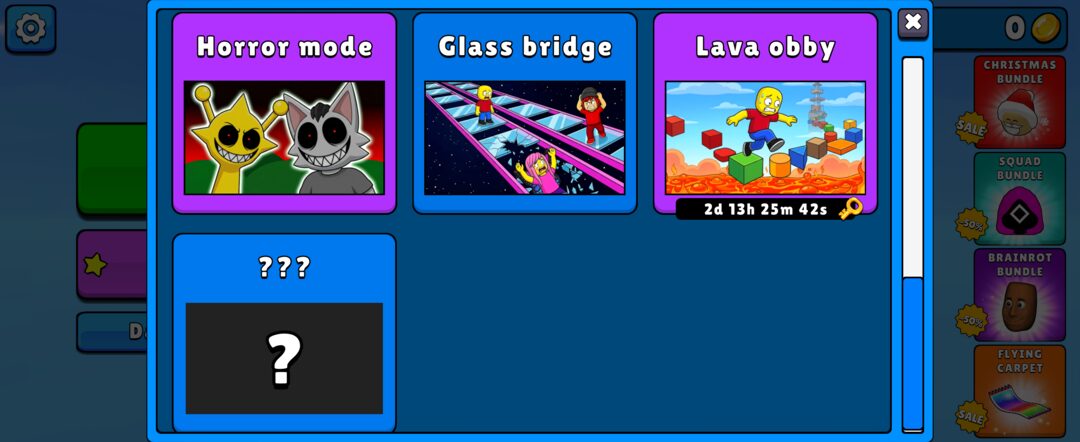 Horror mode
Glass bridge
Lava obby
2d 13h 25m 42s
???
?
0
CHRISTMAS
BUNDLE
SALE
SQUAD
BUNDLE
-50%
BRAINROT
BUNDLE
-50%
FLYING
CARPET
SALE